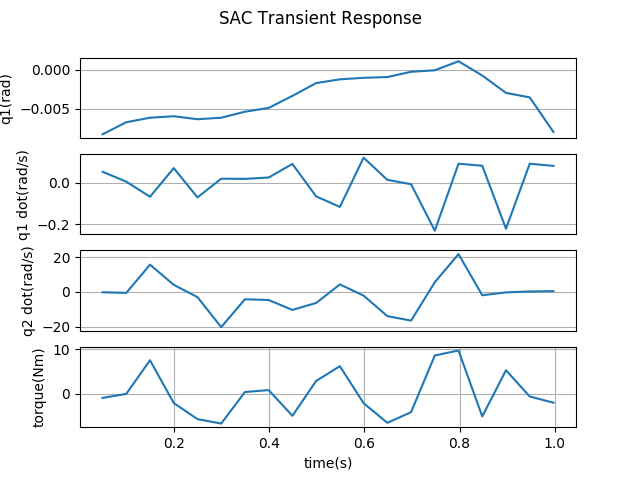 SAC Transient Response
q1(rad)
0.000
−0.005
q1 dot(rad/s)
0.0
−0.2
q2 dot(rad/s)
20
0
−20
torque(Nm)
10
0
0.2 0.4 0.6 0.8 1.0
time(s)